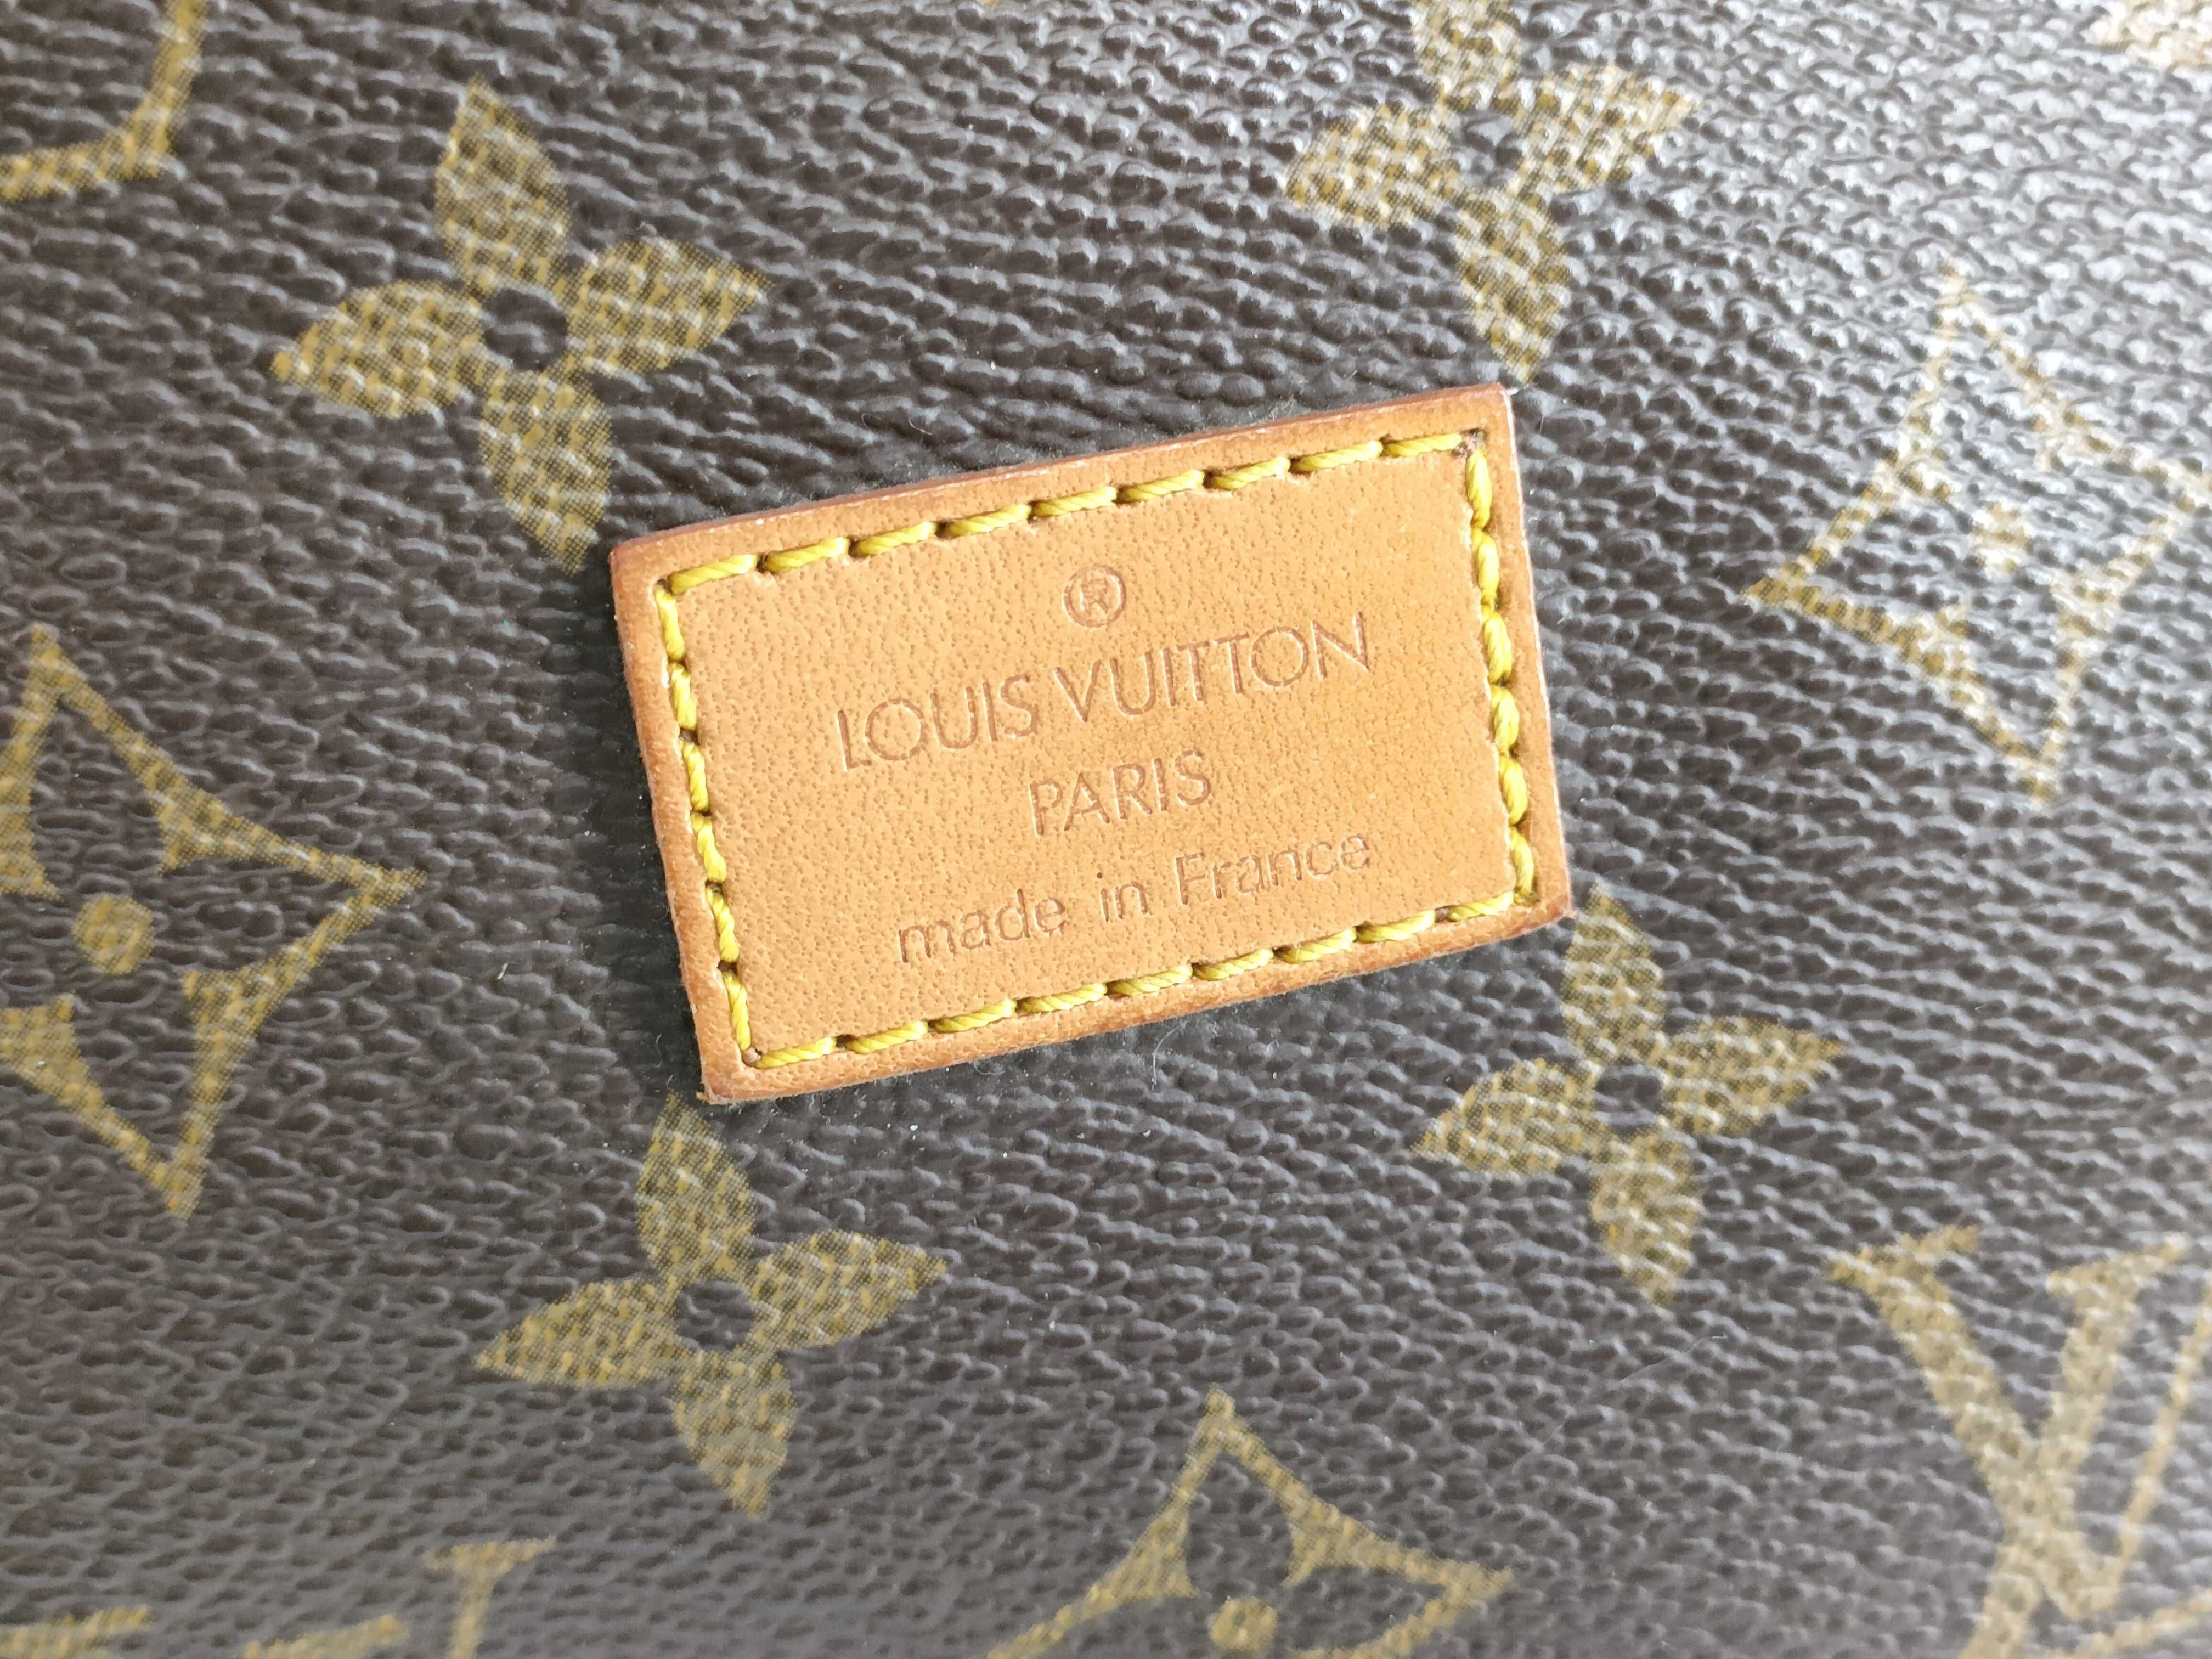 ®
LOUIS VUITTON
PARIS
made in France